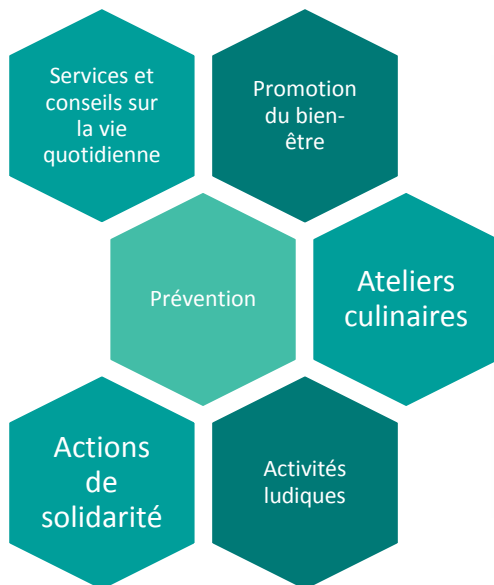 Services et
conseils sur
la vie
quotidienne
Promotion
du bien-
être
Prévention
Ateliers
culinaires
Actions
de
solidarité
Activités
ludiques